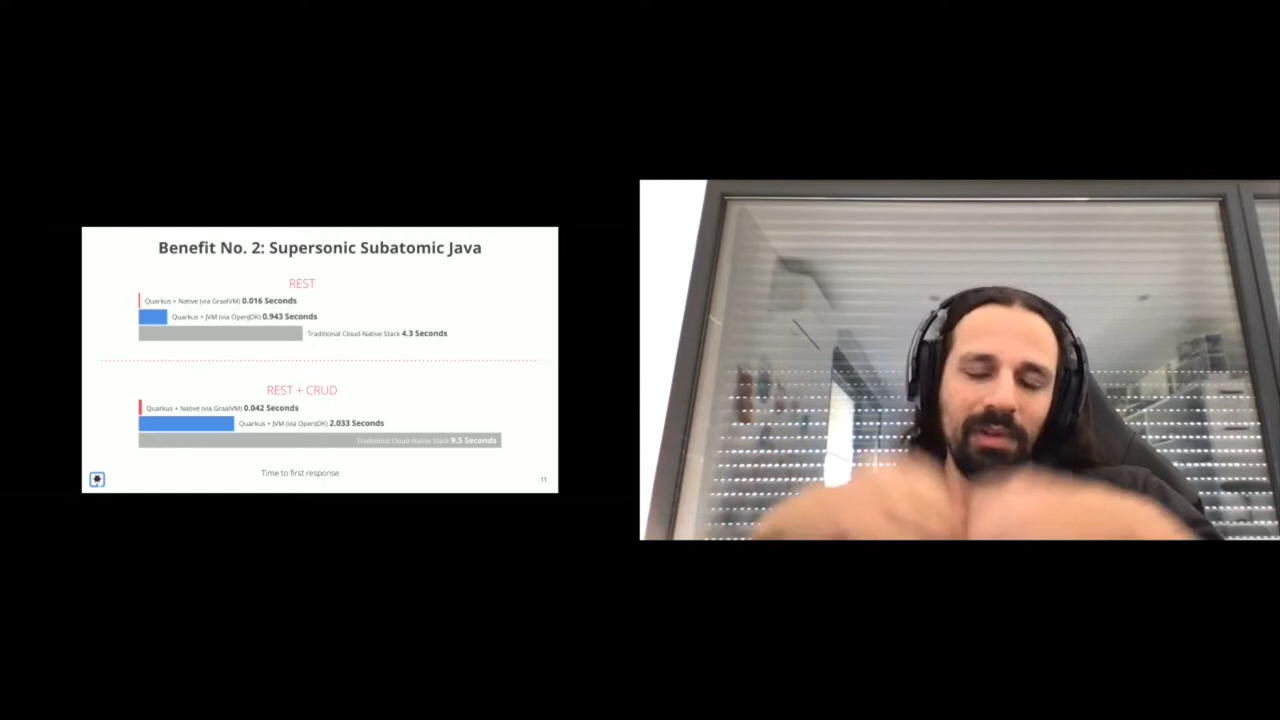 Benefit No. 2: Supersonic Subatomic Java
REST
Quarkus + Native (via GraalVM) 0.016 Seconds
Quarkus + JVM (via OpenJDK) 0.943 Seconds
Traditional Cloud-Native Stack 4.3 Seconds
REST + CRUD
Quarkus + Native (via GraalVM) 0.042 Seconds
Quarkus + JVM (via OpenJDK) 2.033 Seconds
Traditional Cloud-Native Stack 9.5 Seconds
Time to first response
11